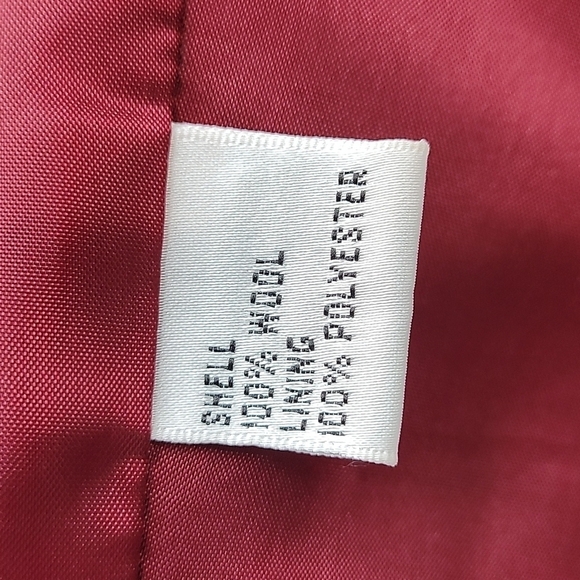 SHELL
100% WOOL
LINING
100% POLYESTER